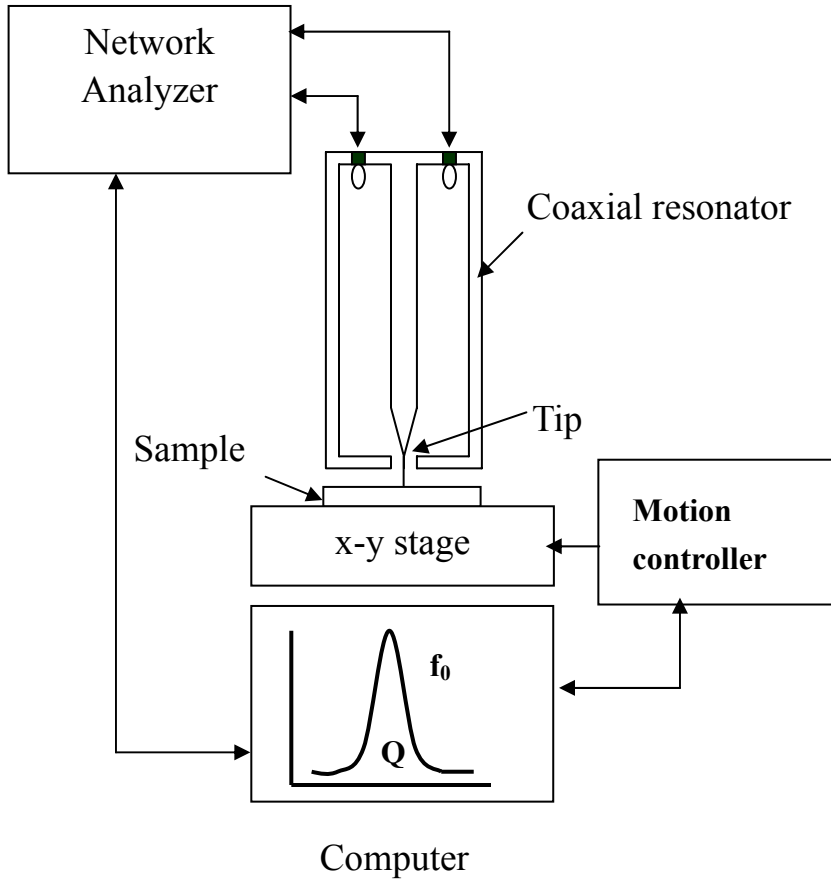 Network
Analyzer
Coaxial resonator
Tip
Sample
x-y stage
Motion
controller
f₀
Q
Computer